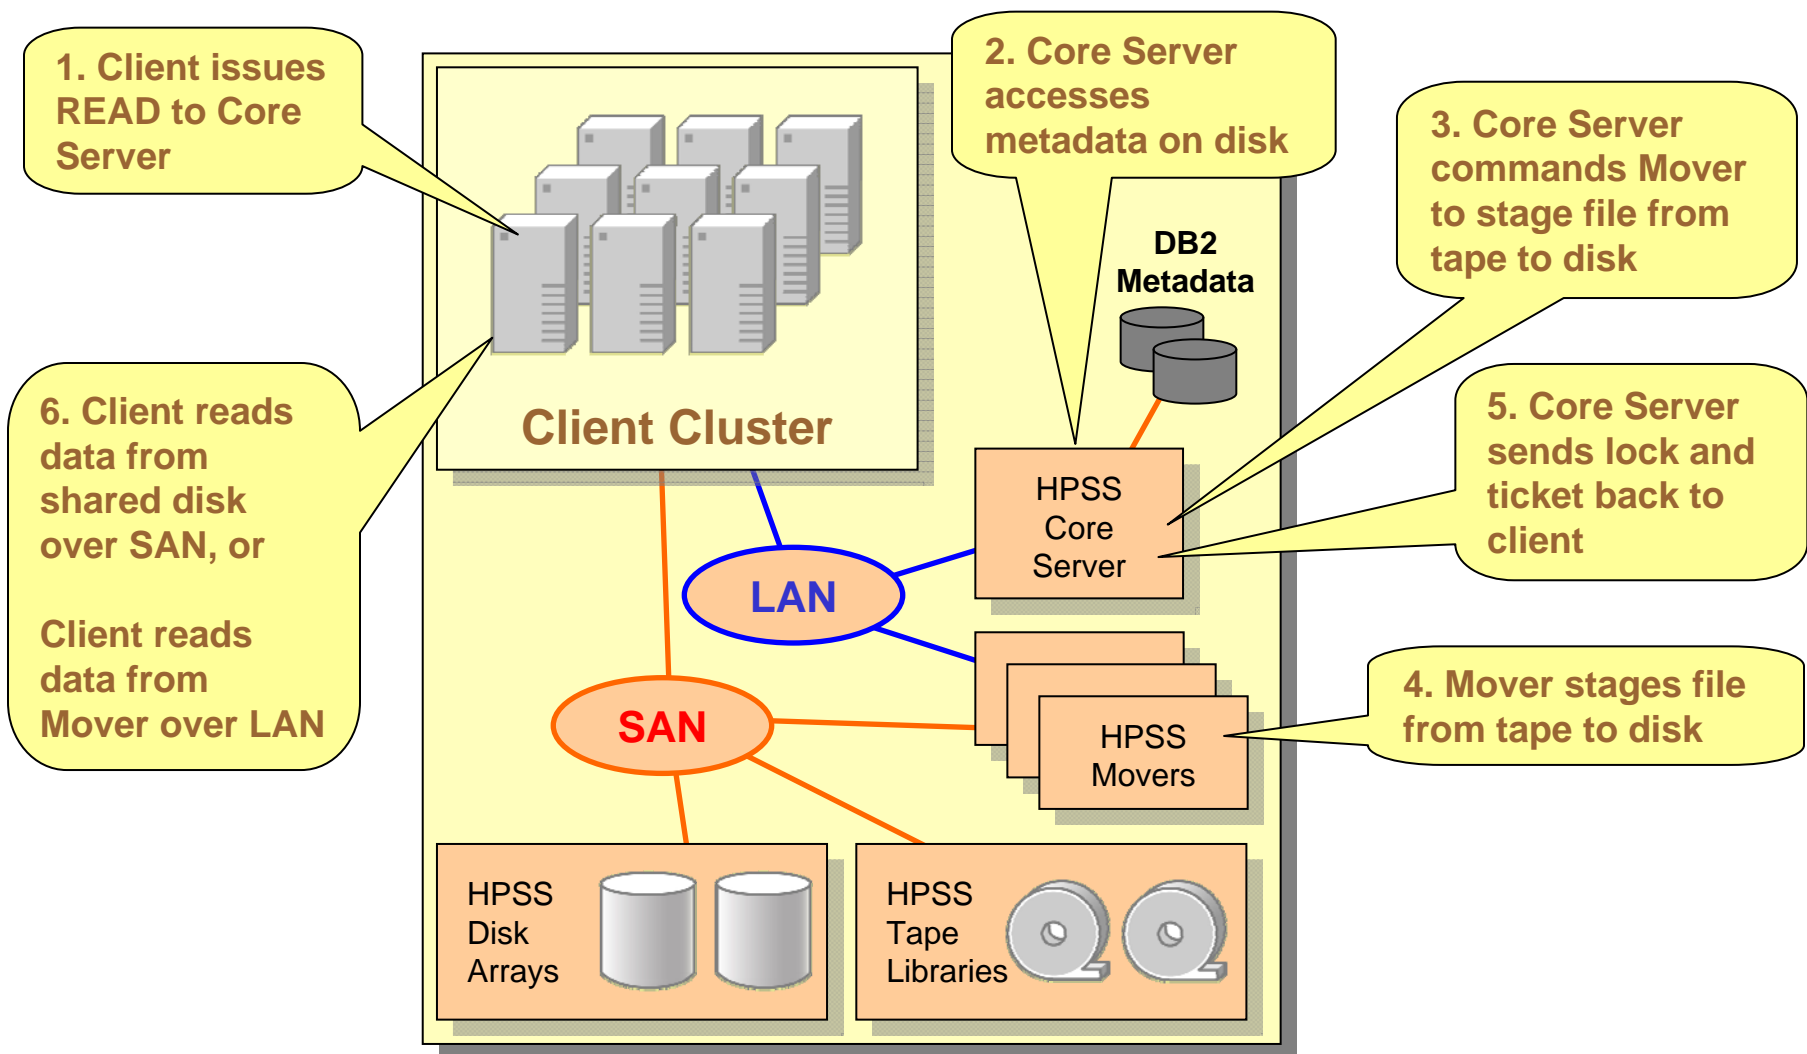 1. Client issues
READ to Core
Server
2. Core Server
accesses
metadata on disk
3. Core Server
commands Mover
to stage file from
tape to disk
DB2
Metadata
6. Client reads
data from
shared disk
over SAN, or
Client reads
data from
Mover over LAN
Client Cluster
5. Core Server
sends lock and
ticket back to
client
HPSS
Core
Server
LAN
SAN
4. Mover stages file
from tape to disk
HPSS
Movers
HPSS
Disk
Arrays
HPSS
Tape
Libraries